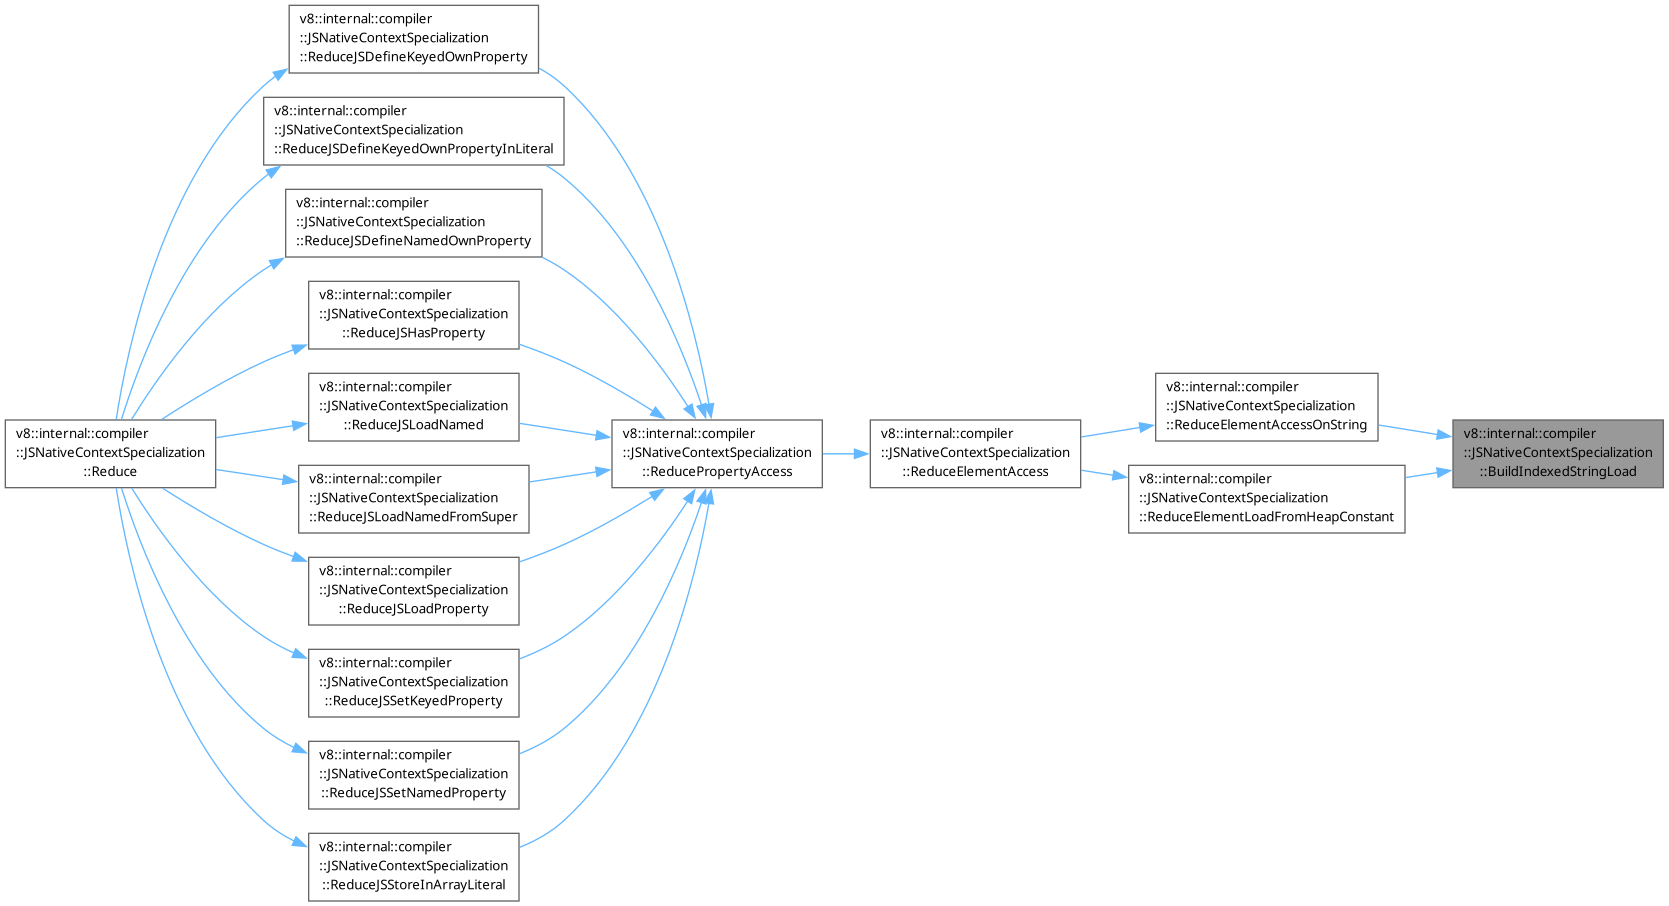 v8::internal::compiler
::JSNativeContextSpecialization
::ReduceJSDefineKeyedOwnProperty
v8::internal::compiler
::JSNativeContextSpecialization
::ReduceJSDefineKeyedOwnPropertyInLiteral
v8::internal::compiler
::JSNativeContextSpecialization
::ReduceJSDefineNamedOwnProperty
v8::internal::compiler
::JSNativeContextSpecialization
::ReduceJSHasProperty
v8::internal::compiler
::JSNativeContextSpecialization
::ReduceJSLoadNamed
v8::internal::compiler
::JSNativeContextSpecialization
::ReduceJSLoadNamedFromSuper
v8::internal::compiler
::JSNativeContextSpecialization
::ReduceJSLoadProperty
v8::internal::compiler
::JSNativeContextSpecialization
::ReduceJSSetKeyedProperty
v8::internal::compiler
::JSNativeContextSpecialization
::ReduceJSSetNamedProperty
v8::internal::compiler
::JSNativeContextSpecialization
::ReduceJSStoreInArrayLiteral
v8::internal::compiler
::JSNativeContextSpecialization
::Reduce
v8::internal::compiler
::JSNativeContextSpecialization
::ReducePropertyAccess
v8::internal::compiler
::JSNativeContextSpecialization
::ReduceElementAccess
v8::internal::compiler
::JSNativeContextSpecialization
::ReduceElementAccessOnString
v8::internal::compiler
::JSNativeContextSpecialization
::ReduceElementLoadFromHeapConstant
v8::internal::compiler
::JSNativeContextSpecialization
::BuildIndexedStringLoad